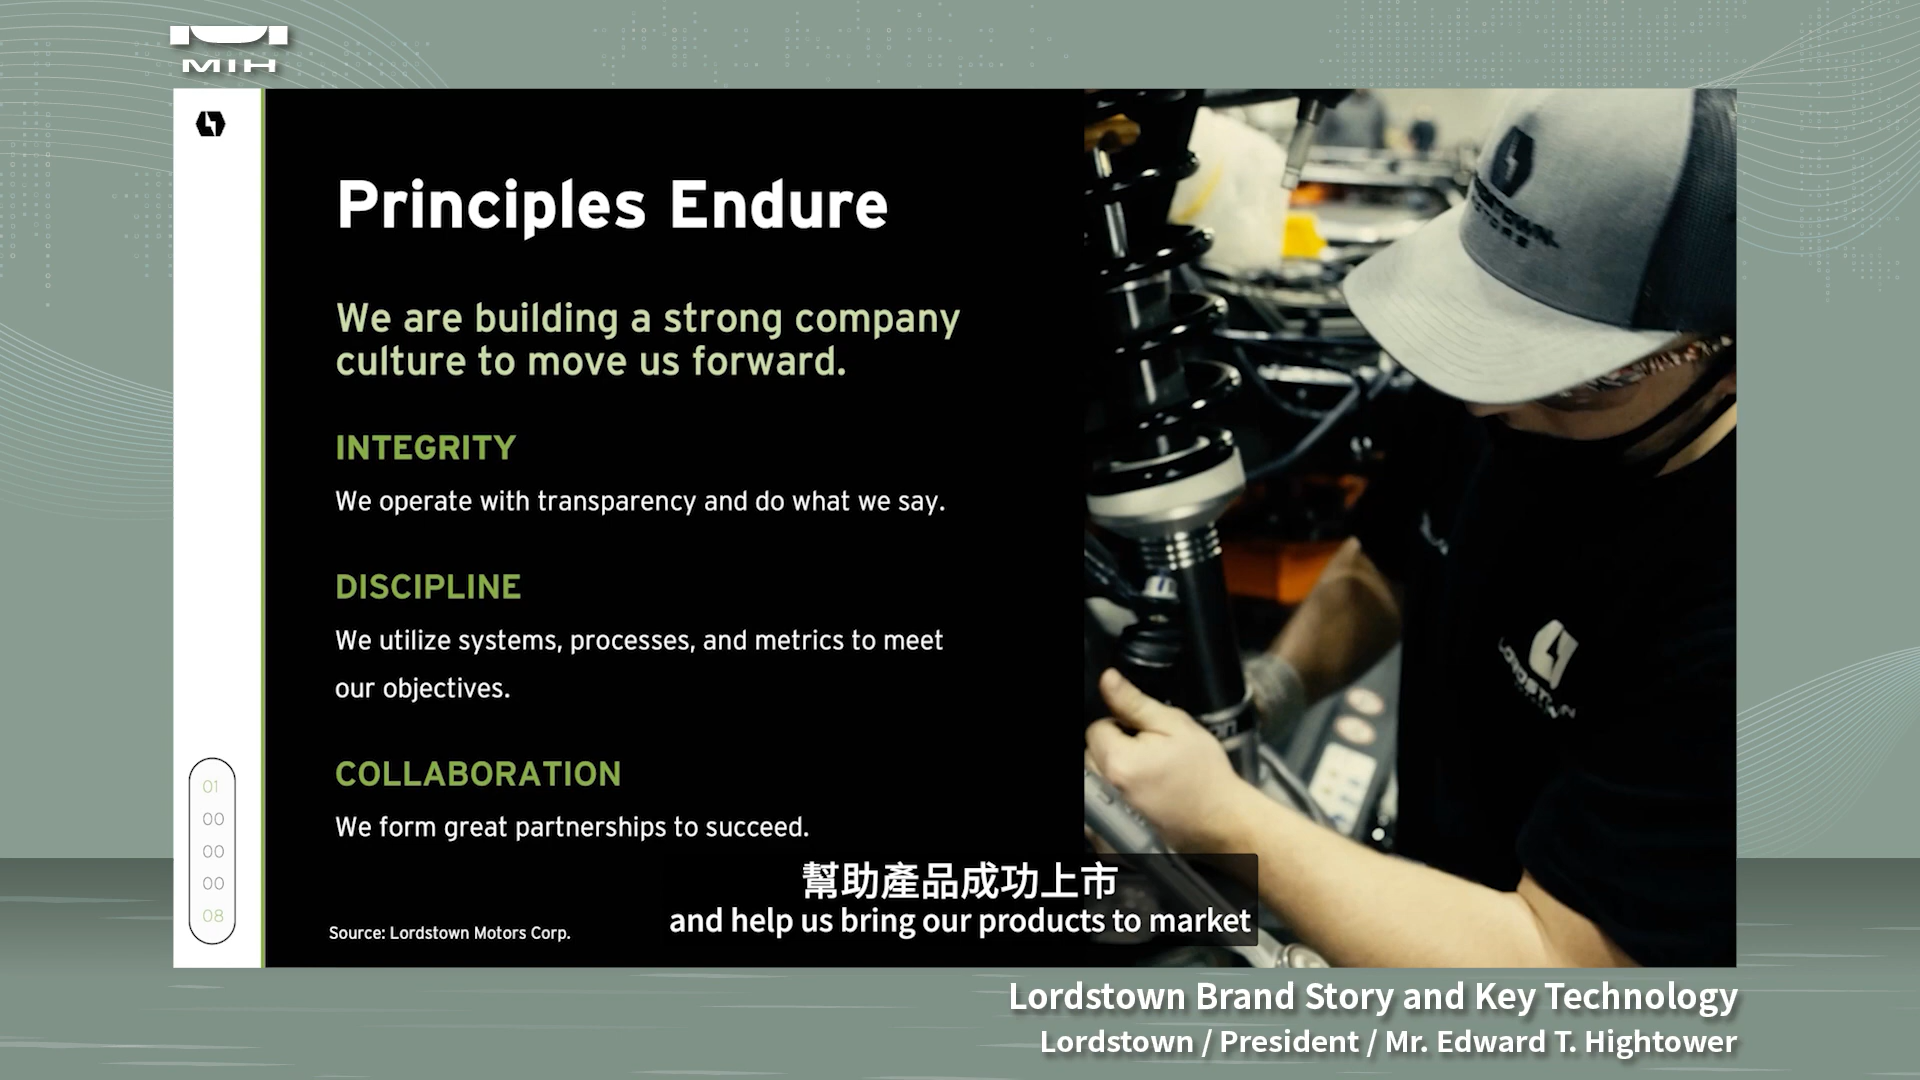 MIH
Principles Endure
We are building a strong company
culture to move us forward.
INTEGRITY
We operate with transparency and do what we say.
DISCIPLINE
We utilize systems, processes, and metrics to meet
our objectives.
COLLABORATION
We form great partnerships to succeed.
01
00
00
00
08
Source: Lordstown Motors Corp.
幫助產品成功上市
and help us bring our products to market
Lordstown Brand Story and Key Technology
Lordstown / President / Mr. Edward T. Hightower